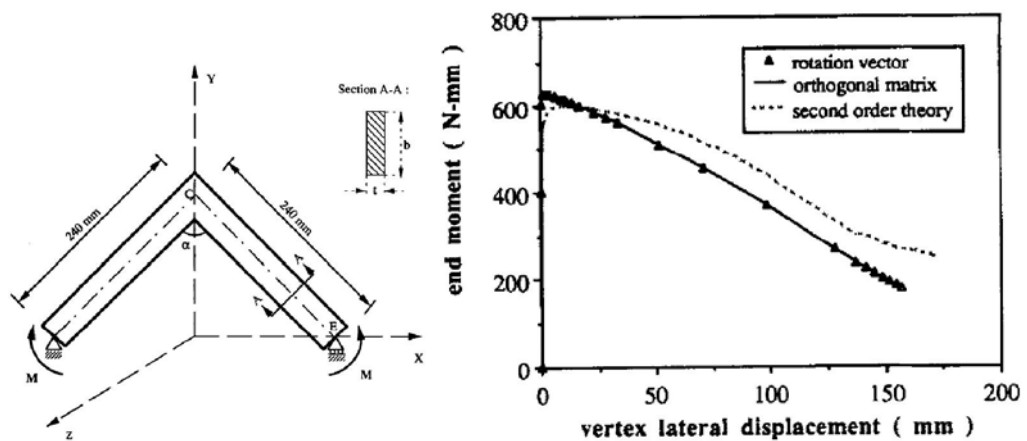 Y
Section A-A :
b
t
240 mm
240 mm
C
α
A
A
E
X
M
M
Z
end moment ( N-mm )
800
600
400
200
0
rotation vector
orthogonal matrix
second order theory
0
50
100
150
200
vertex lateral displacement ( mm )